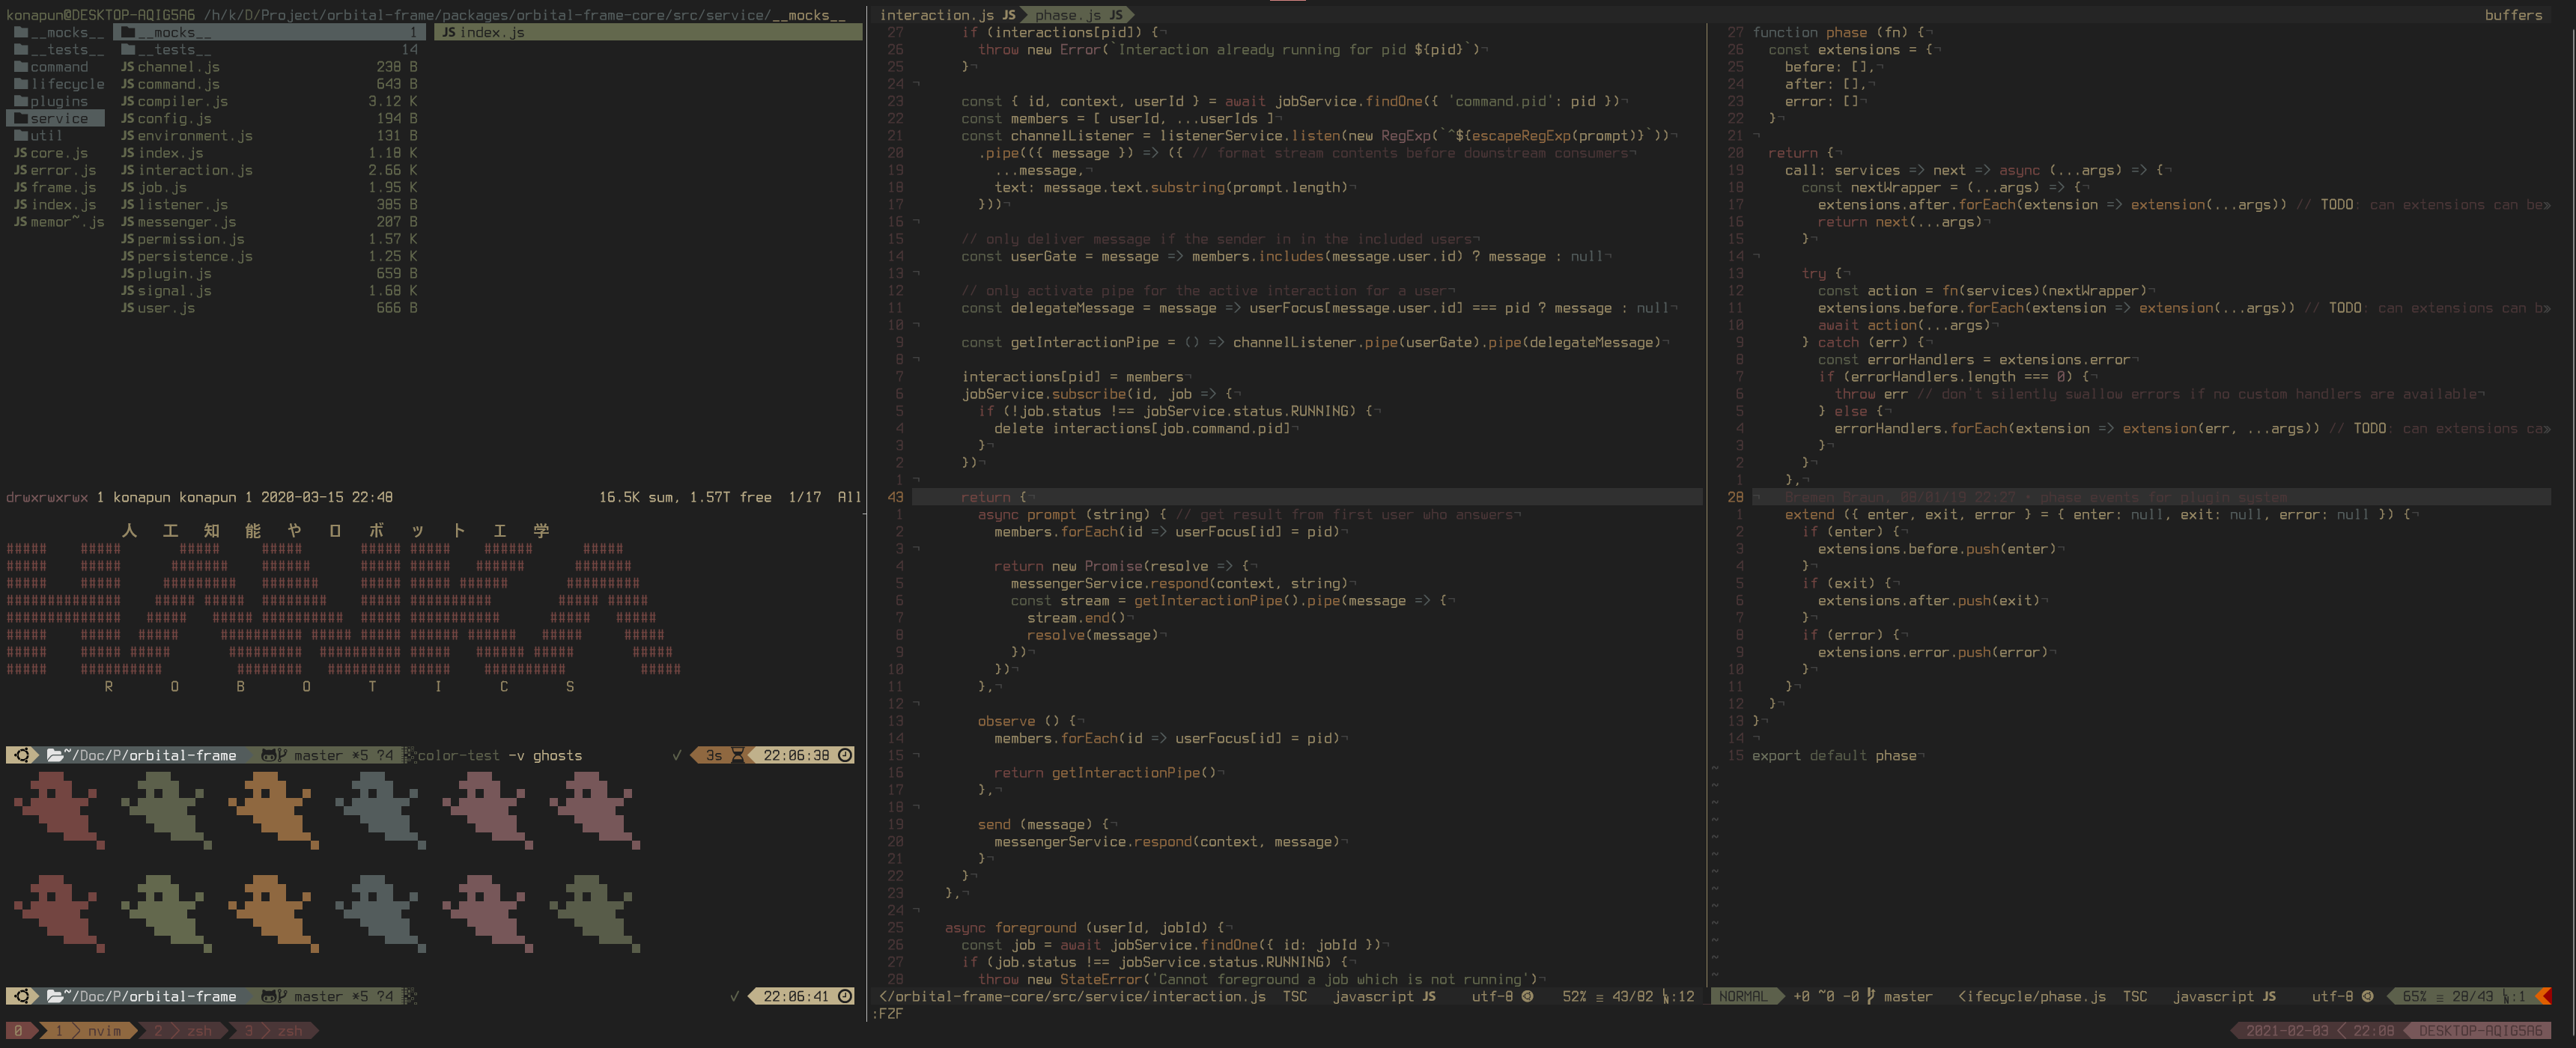 konapun@DESKTOP-AQIG5A6 /h/k/D/Project/orbital-frame/packages/orbital-frame-core/src/service/__mocks__
__mocks_
__tests_
command
lifecycle
plugins
service
util
JS core.js
JS error.js
JS frame.js
JS index.js
JS memor~.js
__mocks__ 1
__tests__ 14
JS channel.js 238 B
JS command.js 643 B
JS compiler.js 3.12 K
JS config.js 194 B
JS environment.js 131 B
JS index.js 1.18 K
JS interaction.js 2.66 K
JS job.js 1.95 K
JS listener.js 385 B
JS messenger.js 207 B
JS permission.js 1.57 K
JS persistence.js 1.25 K
JS plugin.js 659 B
JS signal.js 1.68 K
JS user.js 666 B
JS index.js
drwxrwxrwx 1 konapun konapun 1 2020-03-15 22:48 16.5K sum, 1.57T free 1/17 All
人 工 知 能 や ロ ボ ッ ト 工 学
HANKA
R O B O T I C S
~/Doc/P/orbital-frame master *5 ?4 color-test -v ghosts ✓ 3s 22:06:38
~/Doc/P/orbital-frame master *5 ?4 ✓ 22:06:41
interaction.js JS phase.js JS buffers
27 if (interactions[pid]) {¬
26 throw new Error(`Interaction already running for pid ${pid}`)¬
25 }¬
24 ¬
23 const { id, context, userId } = await jobService.findOne({ 'command.pid': pid })¬
22 const members = [ userId, ...userIds ]¬
21 const channelListener = listenerService.listen(new RegExp(`^${escapeRegExp(prompt)}`))¬
20 .pipe(({ message }) => ({ // format stream contents before downstream consumers¬
19 ...message,¬
18 text: message.text.substring(prompt.length)¬
17 }))¬
16 ¬
15 // only deliver message if the sender in in the included users¬
14 const userGate = message => members.includes(message.user.id) ? message : null¬
13 ¬
12 // only activate pipe for the active interaction for a user¬
11 const delegateMessage = message => userFocus[message.user.id] === pid ? message : null¬
10 ¬
9 const getInteractionPipe = () => channelListener.pipe(userGate).pipe(delegateMessage)¬
8 ¬
7 interactions[pid] = members¬
6 jobService.subscribe(id, job => {¬
5 if (!job.status !== jobService.status.RUNNING) {¬
4 delete interactions[job.command.pid]¬
3 }¬
2 })¬
1 ¬
43 return {¬
1 async prompt (string) { // get result from first user who answers¬
2 members.forEach(id => userFocus[id] = pid)¬
3 ¬
4 return new Promise(resolve => {¬
5 messengerService.respond(context, string)¬
6 const stream = getInteractionPipe().pipe(message => {¬
7 stream.end()¬
8 resolve(message)¬
9 })¬
10 })¬
11 },¬
12 ¬
13 observe () {¬
14 members.forEach(id => userFocus[id] = pid)¬
15 ¬
16 return getInteractionPipe()¬
17 },¬
18 ¬
19 send (message) {¬
20 messengerService.respond(context, message)¬
21 }¬
22 }¬
23 },¬
24 ¬
25 async foreground (userId, jobId) {¬
26 const job = await jobService.findOne({ id: jobId })¬
27 if (job.status !== jobService.status.RUNNING) {¬
28 throw new StateError('Cannot foreground a job which is not running')¬
</orbital-frame-core/src/service/interaction.js TSC javascript JS utf-8 52% ≡ 43/82 :12
:FZF
27 function phase (fn) {¬
26 const extensions = {¬
25 before: [],¬
24 after: [],¬
23 error: []¬
22 }¬
21 ¬
20 return {¬
19 call: services => next => async (...args) => {¬
18 const nextWrapper = (...args) => {¬
17 extensions.after.forEach(extension => extension(...args)) // TODO: can extensions can be»
16 return next(...args)¬
15 }¬
14 ¬
13 try {¬
12 const action = fn(services)(nextWrapper)¬
11 extensions.before.forEach(extension => extension(...args)) // TODO: can extensions can b»
10 await action(...args)¬
9 } catch (err) {¬
8 const errorHandlers = extensions.error¬
7 if (errorHandlers.length === 0) {¬
6 throw err // don't silently swallow errors if no custom handlers are available¬
5 } else {¬
4 errorHandlers.forEach(extension => extension(err, ...args)) // TODO: can extensions ca»
3 }¬
2 }¬
1 },¬
28 ¬ Bremen Braun, 08/01/19 22:27 • phase events for plugin system
1 extend ({ enter, exit, error } = { enter: null, exit: null, error: null }) {¬
2 if (enter) {¬
3 extensions.before.push(enter)¬
4 }¬
5 if (exit) {¬
6 extensions.after.push(exit)¬
7 }¬
8 if (error) {¬
9 extensions.error.push(error)¬
10 }¬
11 }¬
12 }¬
13 }¬
14 ¬
15 export default phase¬
NORMAL +0 ~0 -0 master <ifecycle/phase.js TSC javascript JS utf-8 65% ≡ 28/43 :1
0 1 nvim 2 zsh 3 zsh 2021-02-03 22:08 DESKTOP-AQIG5A6